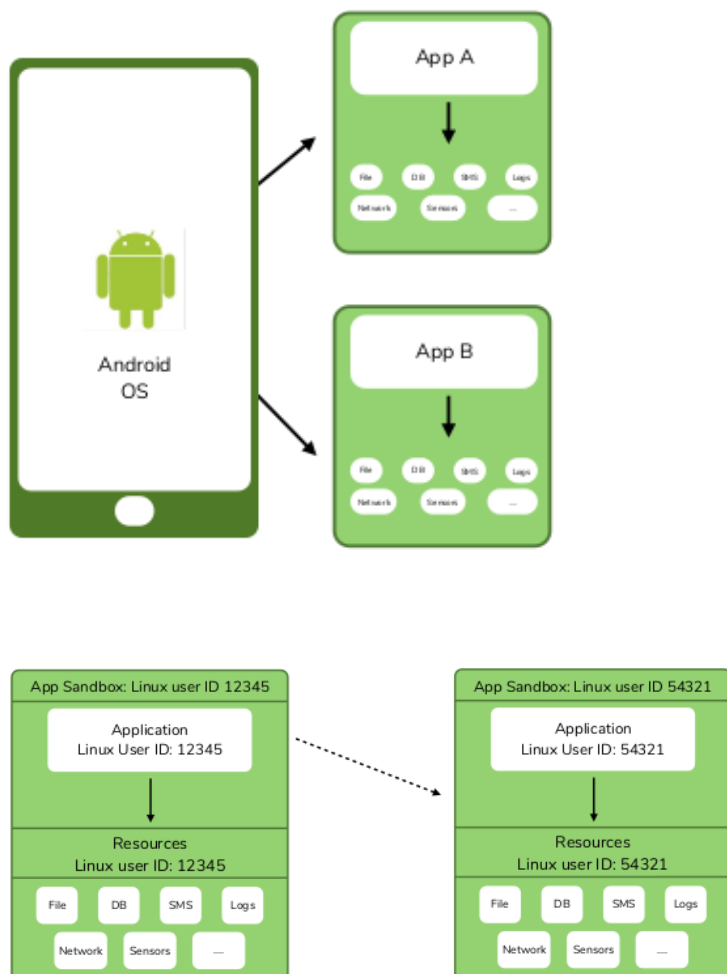 App A
File DB SMS Logs
Network Sensors ....
Android
OS
App B
File DB SMS Logs
Network Sensors ....
App Sandbox: Linux user ID 12345
Application
Linux User ID: 12345
Resources
Linux user ID: 12345
File DB SMS Logs
Network Sensors ....
App Sandbox: Linux user ID 54321
Application
Linux User ID: 54321
Resources
Linux user ID: 54321
File DB SMS Logs
Network Sensors ....